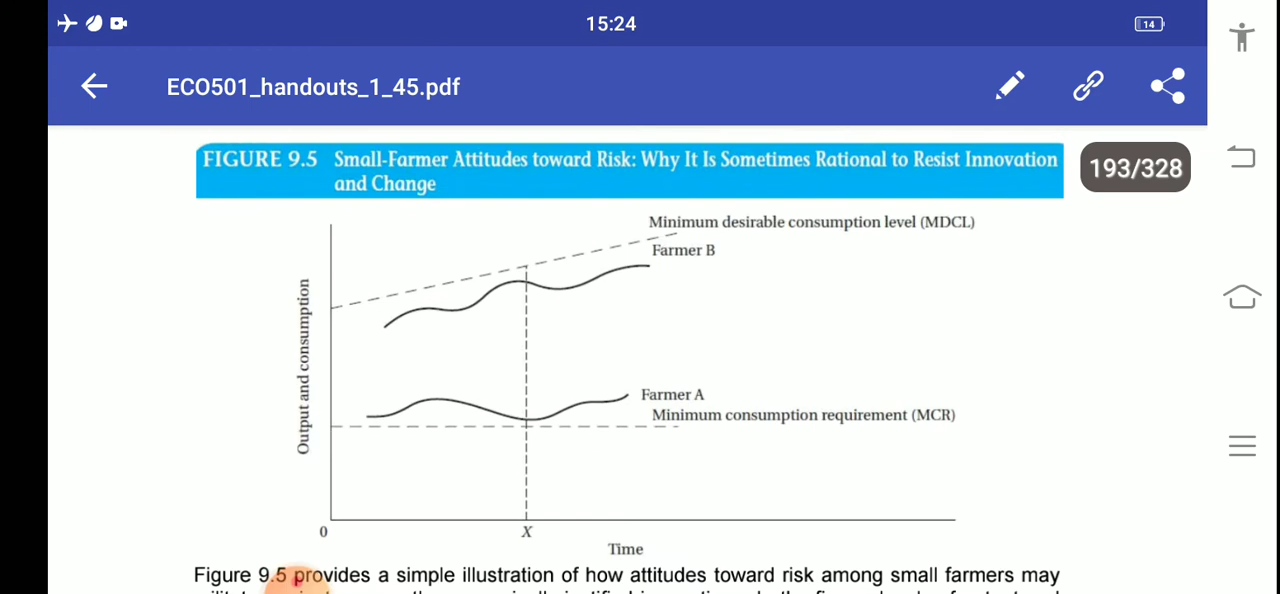 15:24
14
ECO501_handouts_1_45.pdf
FIGURE 9.5 Small-Farmer Attitudes toward Risk: Why It Is Sometimes Rational to Resist Innovation
and Change
193/328
Minimum desirable consumption level (MDCL)
Farmer B
Output and consumption
Farmer A
Minimum consumption requirement (MCR)
0
X
Time
Figure 9.5 provides a simple illustration of how attitudes toward risk among small farmers may